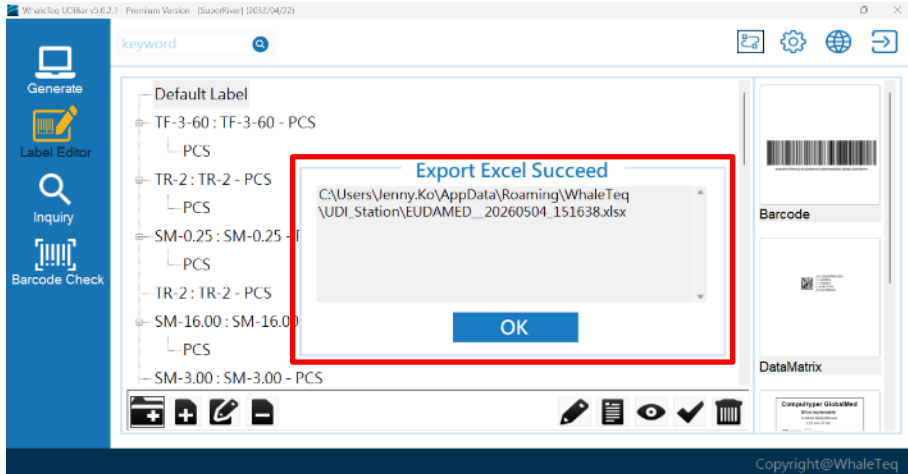 WhaleTeq UDIBar v5.0.2.1 - Premium Version - [SuperRiver] (2033/04/22)
keyword
Generate
Label Editor
Inquiry
Barcode Check
Default Label
TF-3-60 : TF-3-60 - PCS
PCS
TR-2 : TR-2 - PCS
PCS
SM-0.25 : SM-0.25 -
PCS
TR-2 : TR-2 - PCS
SM-16.00 : SM-16.00
PCS
SM-3.00 : SM-3.00 - PCS
Export Excel Succeed
C:\Users\Jenny.Ko\AppData\Roaming\WhaleTeq
\UDI_Station\EUDAMED__20260504_151638.xlsx
OK
Barcode
DataMatrix
CompuHyper GlobalMed
Copyright@WhaleTeq